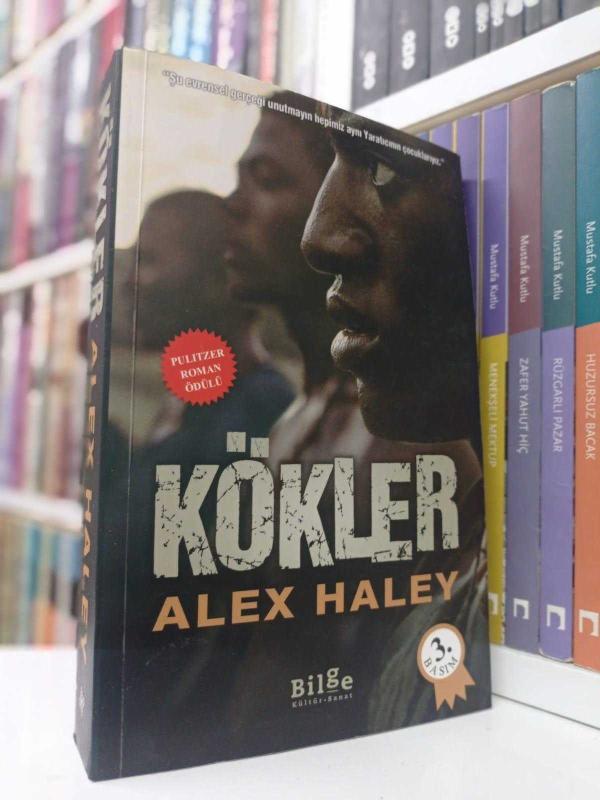 "Şu evrensel gerçeği unutmayın hepimiz aynı Yaratıcının çocuklarıyız."
PULITZER
ROMAN
ÖDÜLÜ
KÖKLER
ALEX HALEY
3.
BASIM
Bilge
Kültür-Sanat
KÖKLER ALEX HALEY
Mustafa Kutlu
MENEKŞELİ MEKTUP
Mustafa Kutlu
ZAFER YAHUT HİÇ
Mustafa Kutlu
RÜZGARLI PAZAR
Mustafa Kutlu
HUZURSUZ BACAK